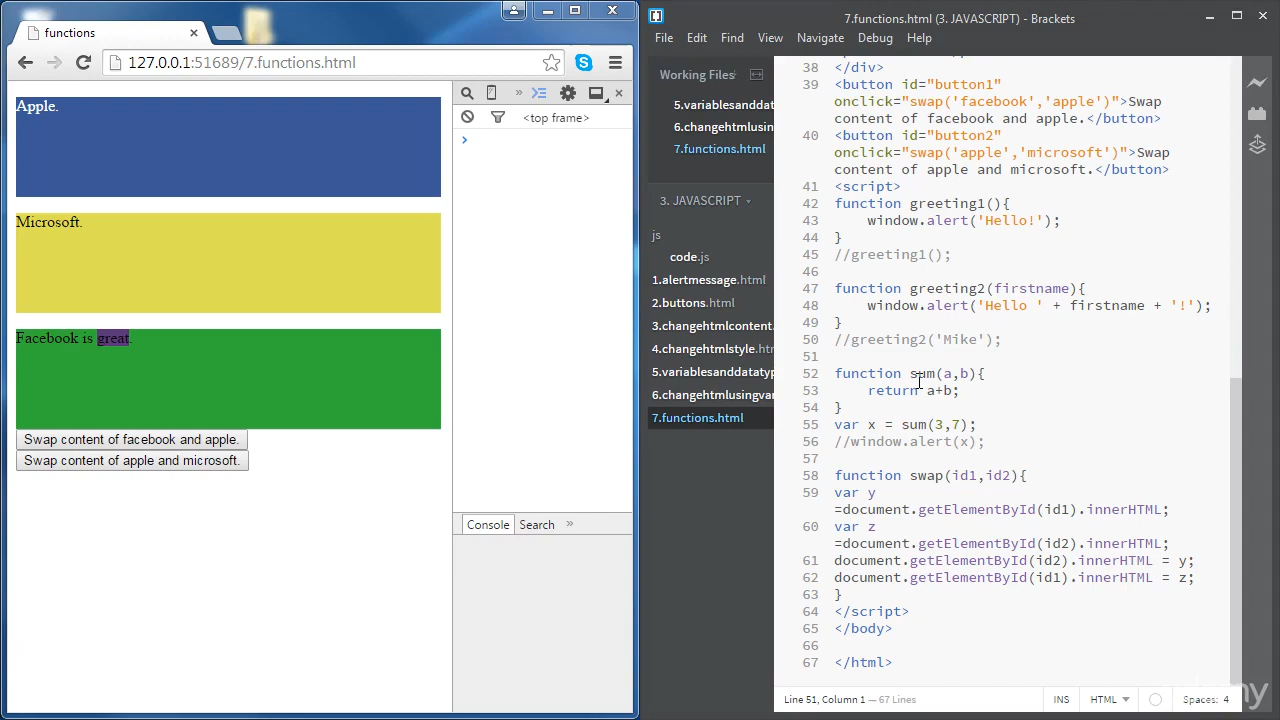 functions
127.0.0.1:51689/7.functions.html
Apple.
Microsoft.
Facebook is great.
Swap content of facebook and apple.
Swap content of apple and microsoft.
»
<top frame>
Console Search »
7.functions.html (3. JAVASCRIPT) - Brackets
File Edit Find View Navigate Debug Help
Working Files
5.variablesanddat
6.changehtmlusin
7.functions.html
3. JAVASCRIPT
js
code.js
1.alertmessage.html
2.buttons.html
3.changehtmlcontent.
4.changehtmlstyle.htm
5.variablesanddatatyp
6.changehtmlusingvar
7.functions.html
38 </div>
39 <button id="button1"
onclick="swap('facebook','apple')">Swap
content of facebook and apple.</button>
40 <button id="button2"
onclick="swap('apple','microsoft')">Swap
content of apple and microsoft.</button>
41 <script>
42 function greeting1(){
43 window.alert('Hello!');
44 }
45 //greeting1();
46
47 function greeting2(firstname){
48 window.alert('Hello ' + firstname + '!');
49 }
50 //greeting2('Mike');
51
52 function sum(a,b){
53 return a+b;
54 }
55 var x = sum(3,7);
56 //window.alert(x);
57
58 function swap(id1,id2){
59 var y
=document.getElementById(id1).innerHTML;
60 var z
=document.getElementById(id2).innerHTML;
61 document.getElementById(id2).innerHTML = y;
62 document.getElementById(id1).innerHTML = z;
63 }
64 </script>
65 </body>
66
67 </html>
Line 51, Column 1 — 67 Lines
INS HTML Spaces: 4